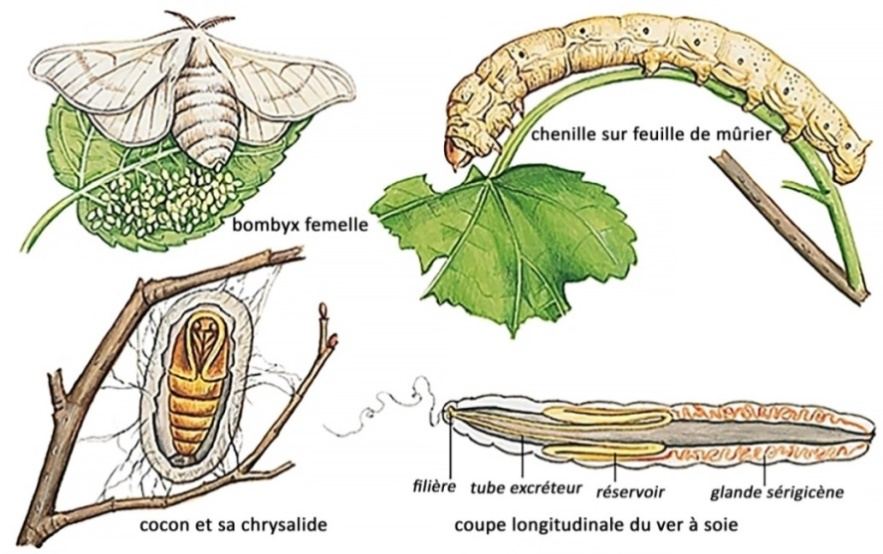 chenille sur feuille de mûrier
bombyx femelle
filière
tube excréteur
réservoir
glande sérigicène
cocon et sa chrysalide
coupe longitudinale du ver à soie